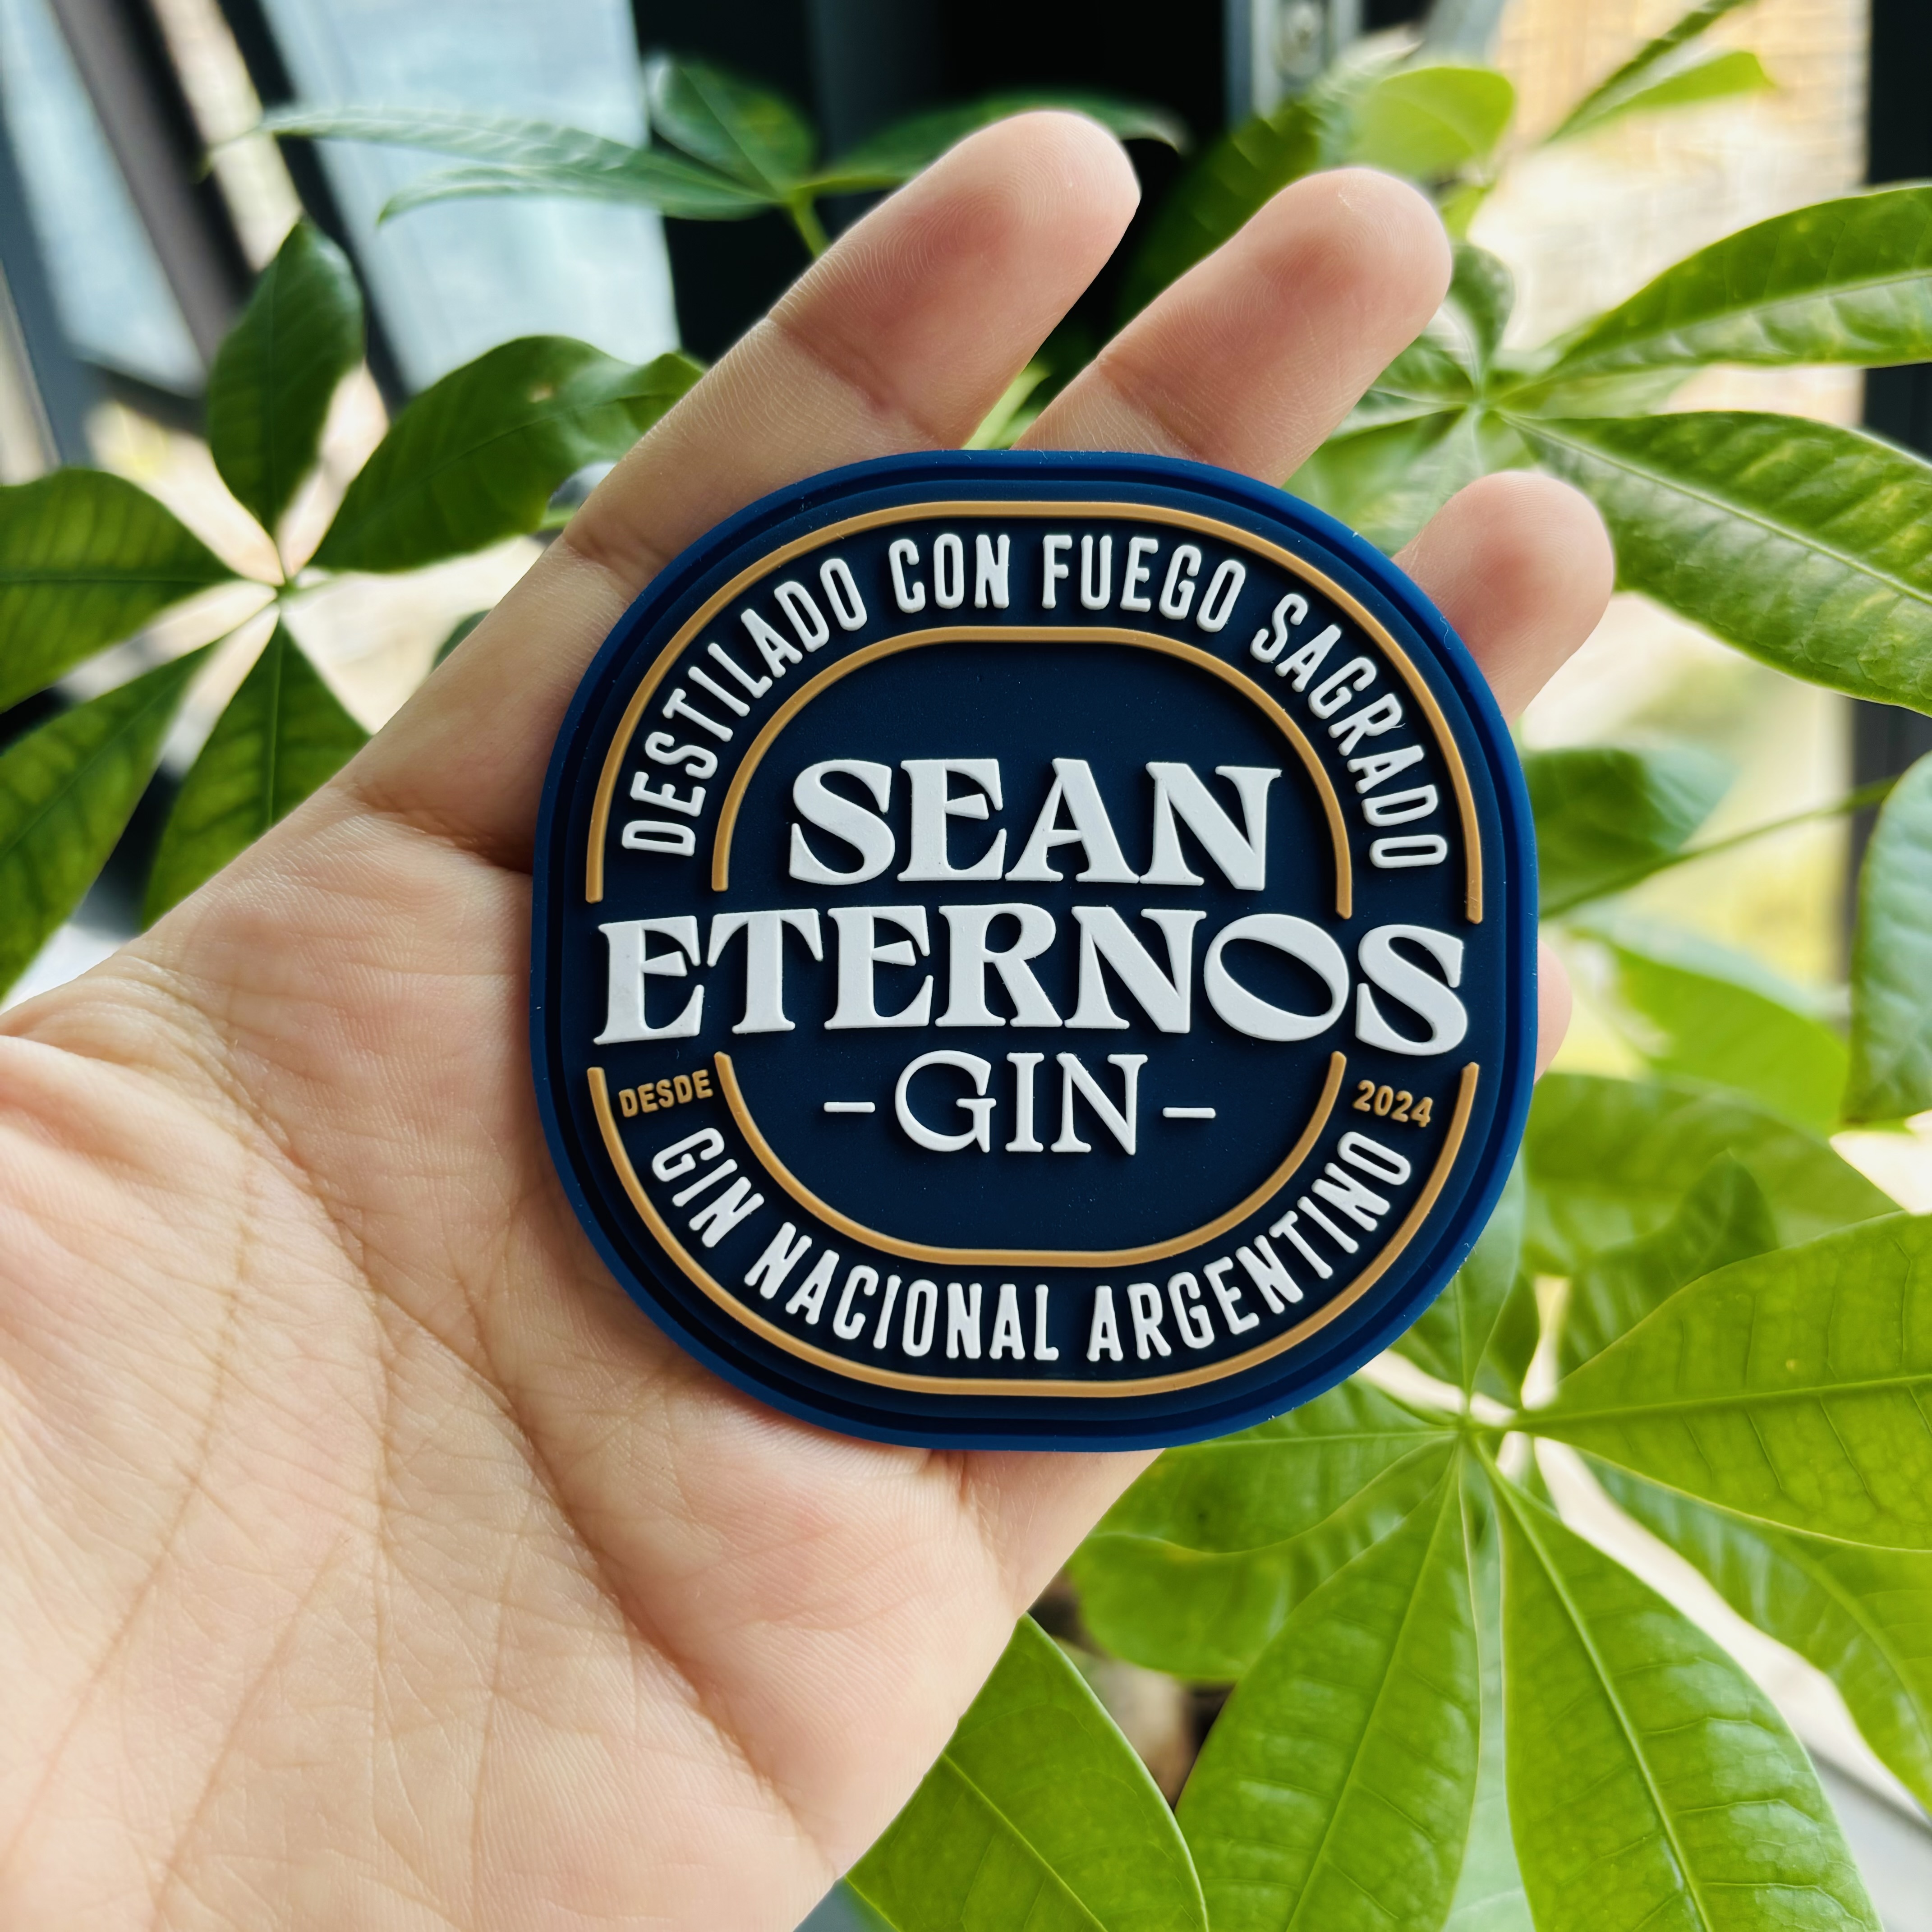 DESTILADO CON FUEGO SAGRADO
SEAN
ETERNOS
-GIN-
DESDE 2024
GIN NACIONAL ARGENTINO